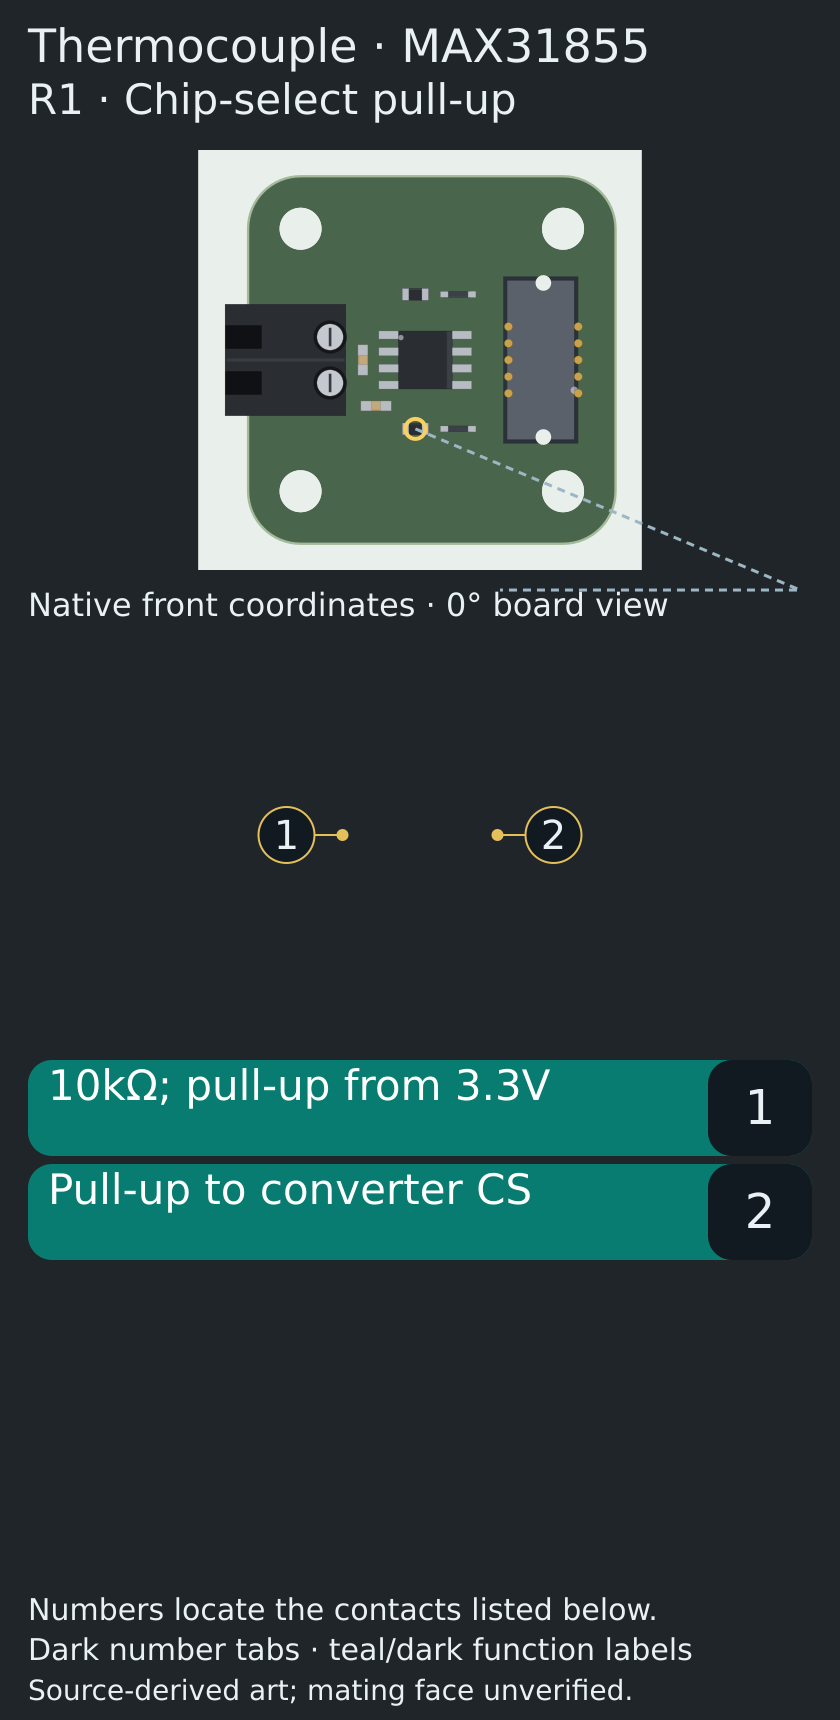 Thermocouple · MAX31855
R1 · Chip-select pull-up
Native front coordinates · 0° board view
1
2
10kΩ; pull-up from 3.3V
1
Pull-up to converter CS
2
Numbers locate the contacts listed below.
Dark number tabs · teal/dark function labels
Source-derived art; mating face unverified.